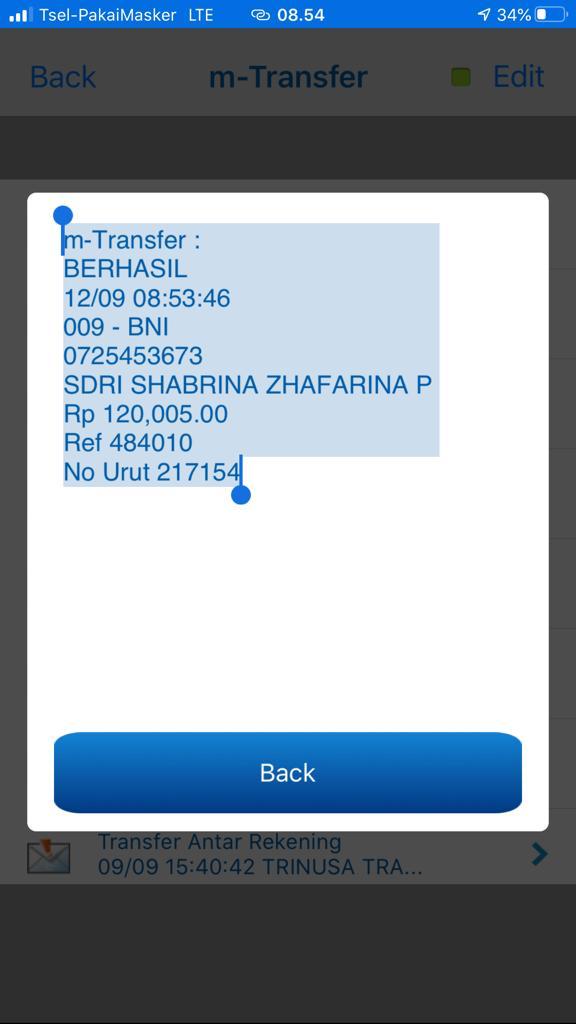 Tsel-PakaiMasker LTE 08.54 34%
Back m-Transfer Edit
m-Transfer :
BERHASIL
12/09 08:53:46
009 - BNI
0725453673
SDRI SHABRINA ZHAFARINA P
Rp 120,005.00
Ref 484010
No Urut 217154
Back
Transfer Antar Rekening
09/09 15:40:42 TRINUSA TRA...